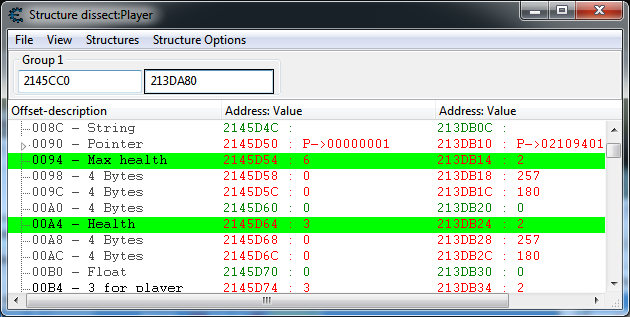 Structure dissect:Player
File View Structures Structure Options
Group 1
2145CC0 213DA80
Offset-description Address: Value Address: Value
008C - String 2145D4C : 213DB0C :
0090 - Pointer 2145D50 : P->00000001 213DB10 : P->02109401
0094 - Max health 2145D54 : 6 213DB14 : 2
0098 - 4 Bytes 2145D58 : 0 213DB18 : 257
009C - 4 Bytes 2145D5C : 0 213DB1C : 180
00A0 - 4 Bytes 2145D60 : 0 213DB20 : 0
00A4 - Health 2145D64 : 3 213DB24 : 2
00A8 - 4 Bytes 2145D68 : 0 213DB28 : 257
00AC - 4 Bytes 2145D6C : 0 213DB2C : 180
00B0 - Float 2145D70 : 0 213DB30 : 0
00B4 - 3 for player 2145D74 : 3 213DB34 : 2